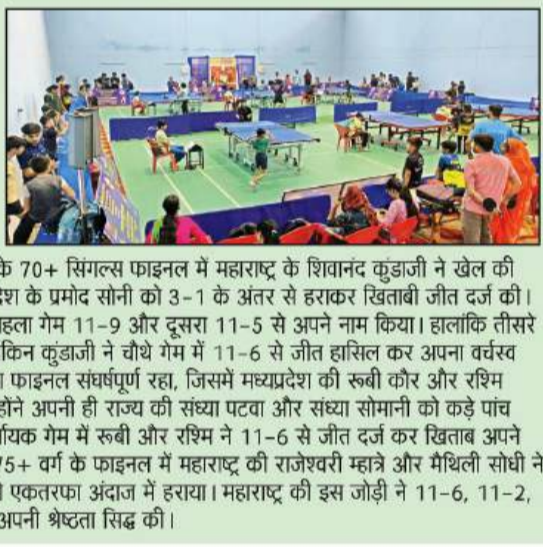 के 70+ सिंगल्स फाइनल में महाराष्ट्र के शिवानंद कुंडाजी ने खेल की
प्रमोद सोनी को 3-1 के अंतर से हराकर खिताबी जीत दर्ज की।
गेम 11-9 और दूसरा 11-5 से अपने नाम किया। हालांकि तीसरे
कुंडाजी ने चौथे गेम में 11-6 से जीत हासिल कर अपना वर्चस्व
फाइनल संघर्षपूर्ण रहा, जिसमें मध्यप्रदेश की रूबी कौर और रश्मि
अपनी ही राज्य की संध्या पटवा और संध्या सोमानी को कड़े पांच
गेम में रूबी और रश्मि ने 11-6 से जीत दर्ज कर खिताब अपने
75+ वर्ग के फाइनल में महाराष्ट्र की राजेश्वरी म्हात्रे और मैथिली सोधी ने
एकतरफा अंदाज में हराया। महाराष्ट्र की इस जोड़ी ने 11-6, 11-2,
अपनी श्रेष्ठता सिद्ध की।